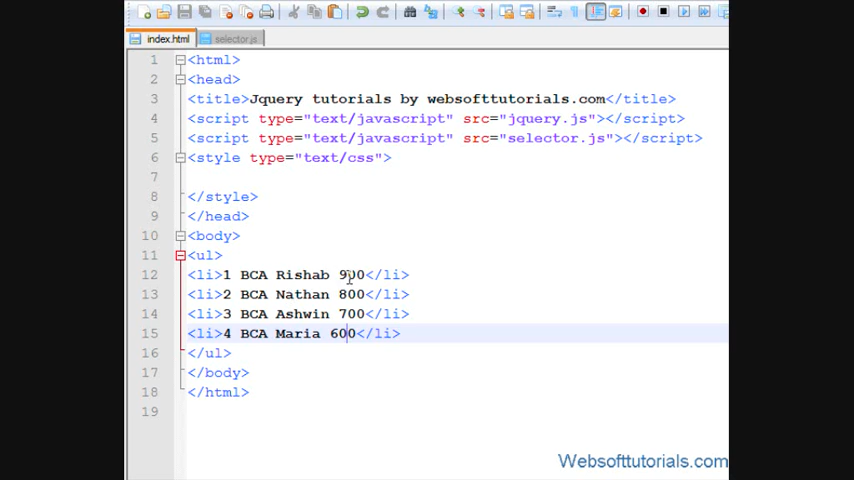 index.html selector.js
1 <html>
2 <head>
3 <title>Jquery tutorials by websofttutorials.com</title>
4 <script type="text/javascript" src="jquery.js"></script>
5 <script type="text/javascript" src="selector.js"></script>
6 <style type="text/css">
7
8 </style>
9 </head>
10 <body>
11 <ul>
12 <li>1 BCA Rishab 900</li>
13 <li>2 BCA Nathan 800</li>
14 <li>3 BCA Ashwin 700</li>
15 <li>4 BCA Maria 600</li>
16 </ul>
17 </body>
18 </html>
19
Websofttutorials.com